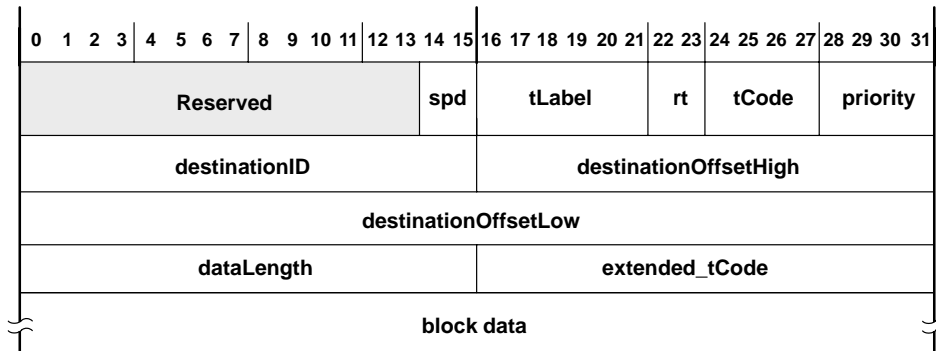 0 1 2 3 4 5 6 7 8 9 10 11 12 13 14 15 16 17 18 19 20 21 22 23 24 25 26 27 28 29 30 31
Reserved spd tLabel rt tCode priority
destinationID destinationOffsetHigh
destinationOffsetLow
dataLength extended_tCode
block data